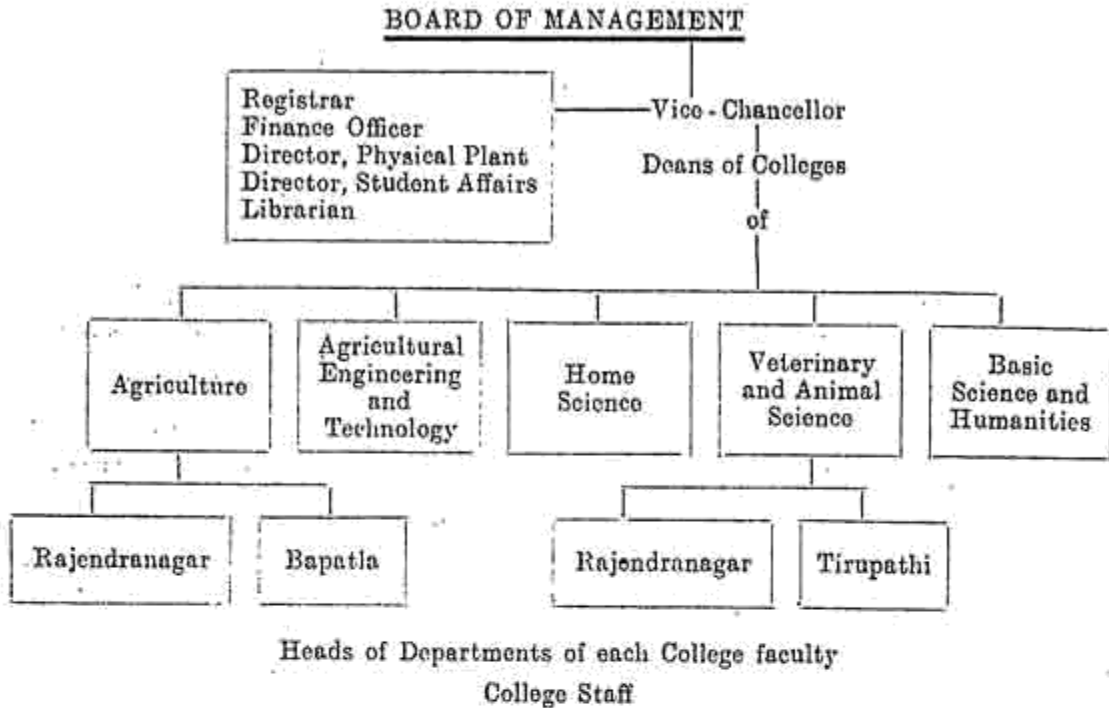 BOARD OF MANAGEMENT
Registrar
Finance Officer
Director, Physical Plant
Director, Student Affairs
Librarian
Vice-Chancellor
Deans of Colleges
of
Agriculture
Agricultural
Engineering
and
Technology
Home
Science
Veterinary
and Animal
Science
Basic
Science and
Humanities
Rajendranagar
Bapatla
Rajendranagar
Tirupathi
Heads of Departments of each College faculty
College Staff